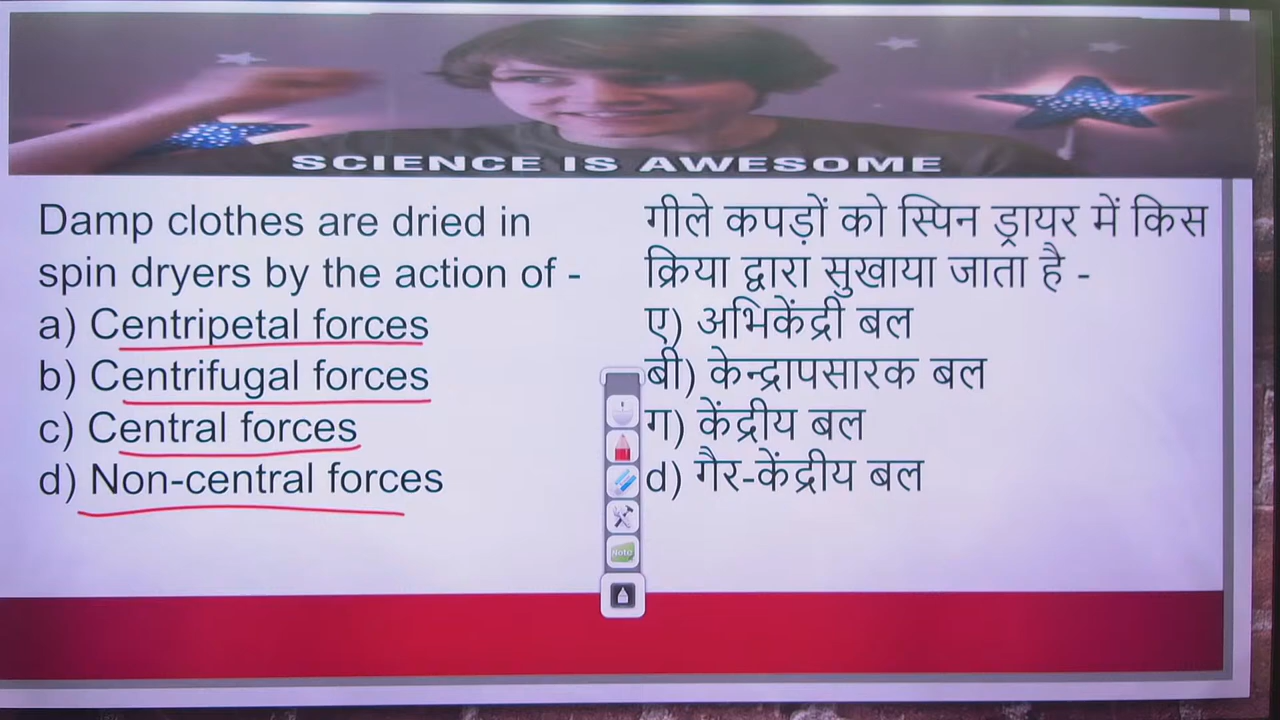 SCIENCE IS AWESOME
Damp clothes are dried in
spin dryers by the action of -
a) Centripetal forces
b) Centrifugal forces
c) Central forces
d) Non-central forces
गीले कपड़ों को स्पिन ड्रायर में किस
क्रिया द्वारा सुखाया जाता है -
ए) अभिकेंद्री बल
बी) केन्द्रापसारक बल
ग) केंद्रीय बल
d) गैर-केंद्रीय बल
Note